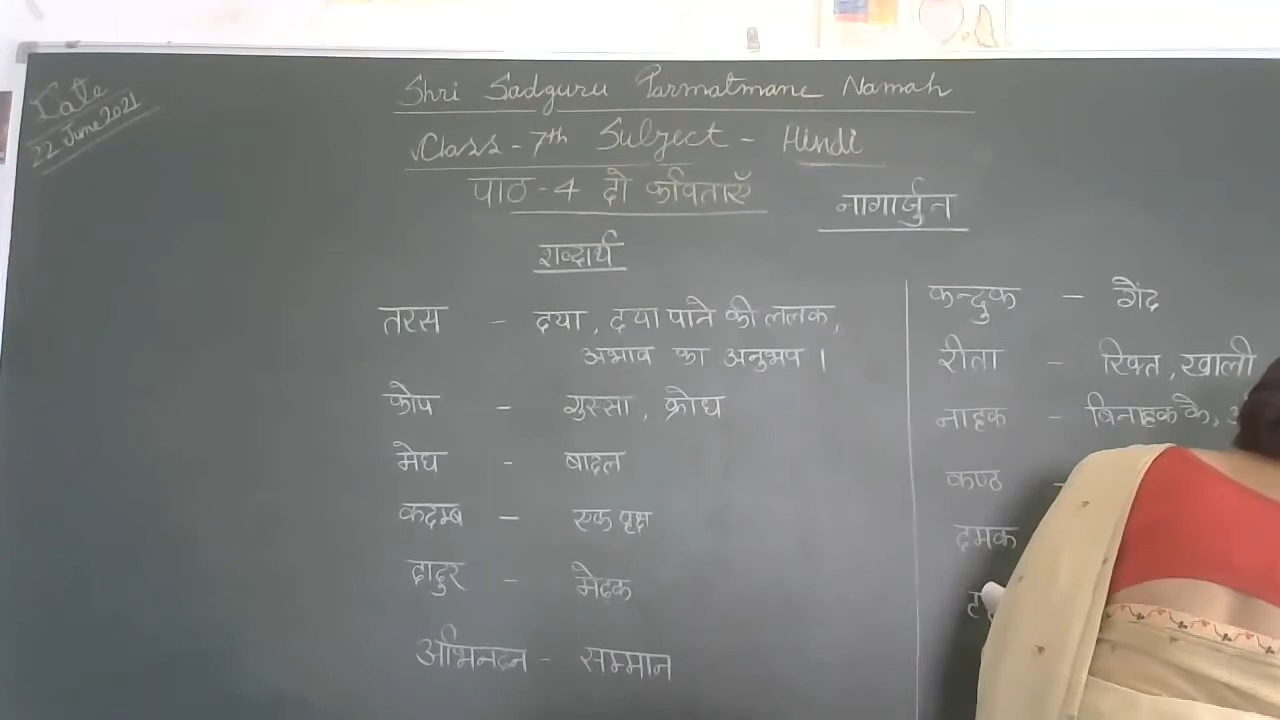 Date
22 June 2021
Shri Sadguru Parmatmane Namah
Class - 7th Subject - Hindi
पाठ - 4 दो कविताएँ
नागार्जुन
शब्दार्थ
तरस - दया, दया पाने की ललक,
अभाव का अनुभव ।
कोप - गुस्सा, क्रोध
मेघ - बादल
कदम्ब - एक वृक्ष
दादुर - मेढक
अभिनन्दन - सम्मान
कन्दुक - गेंद
रीता - रिक्त, खाली
नाहक - बिना हक के,
कण्ठ -
दमक